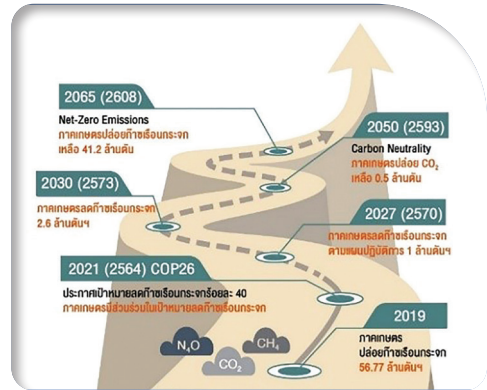 2065 (2608)
Net-Zero Emissions
ภาคเกษตรปล่อยก๊าซเรือนกระจก
เหลือ 41.2 ล้านตัน
2050 (2593)
Carbon Neutrality
ภาคเกษตรปล่อย CO₂
เหลือ 0.5 ล้านตัน
2030 (2573)
ภาคเกษตรลดก๊าซเรือนกระจก
2.6 ล้านตันฯ
2027 (2570)
ภาคเกษตรลดก๊าซเรือนกระจก
ตามแผนปฏิบัติการ 1 ล้านตันฯ
2021 (2564) COP26
ประกาศเป้าหมายลดก๊าซเรือนกระจกร้อยละ 40
ภาคเกษตรมีส่วนร่วมในเป้าหมายลดก๊าซเรือนกระจก
2019
ภาคเกษตร
ปล่อยก๊าซเรือนกระจก
56.77 ล้านตันฯ
N₂O
CO₂
CH₄